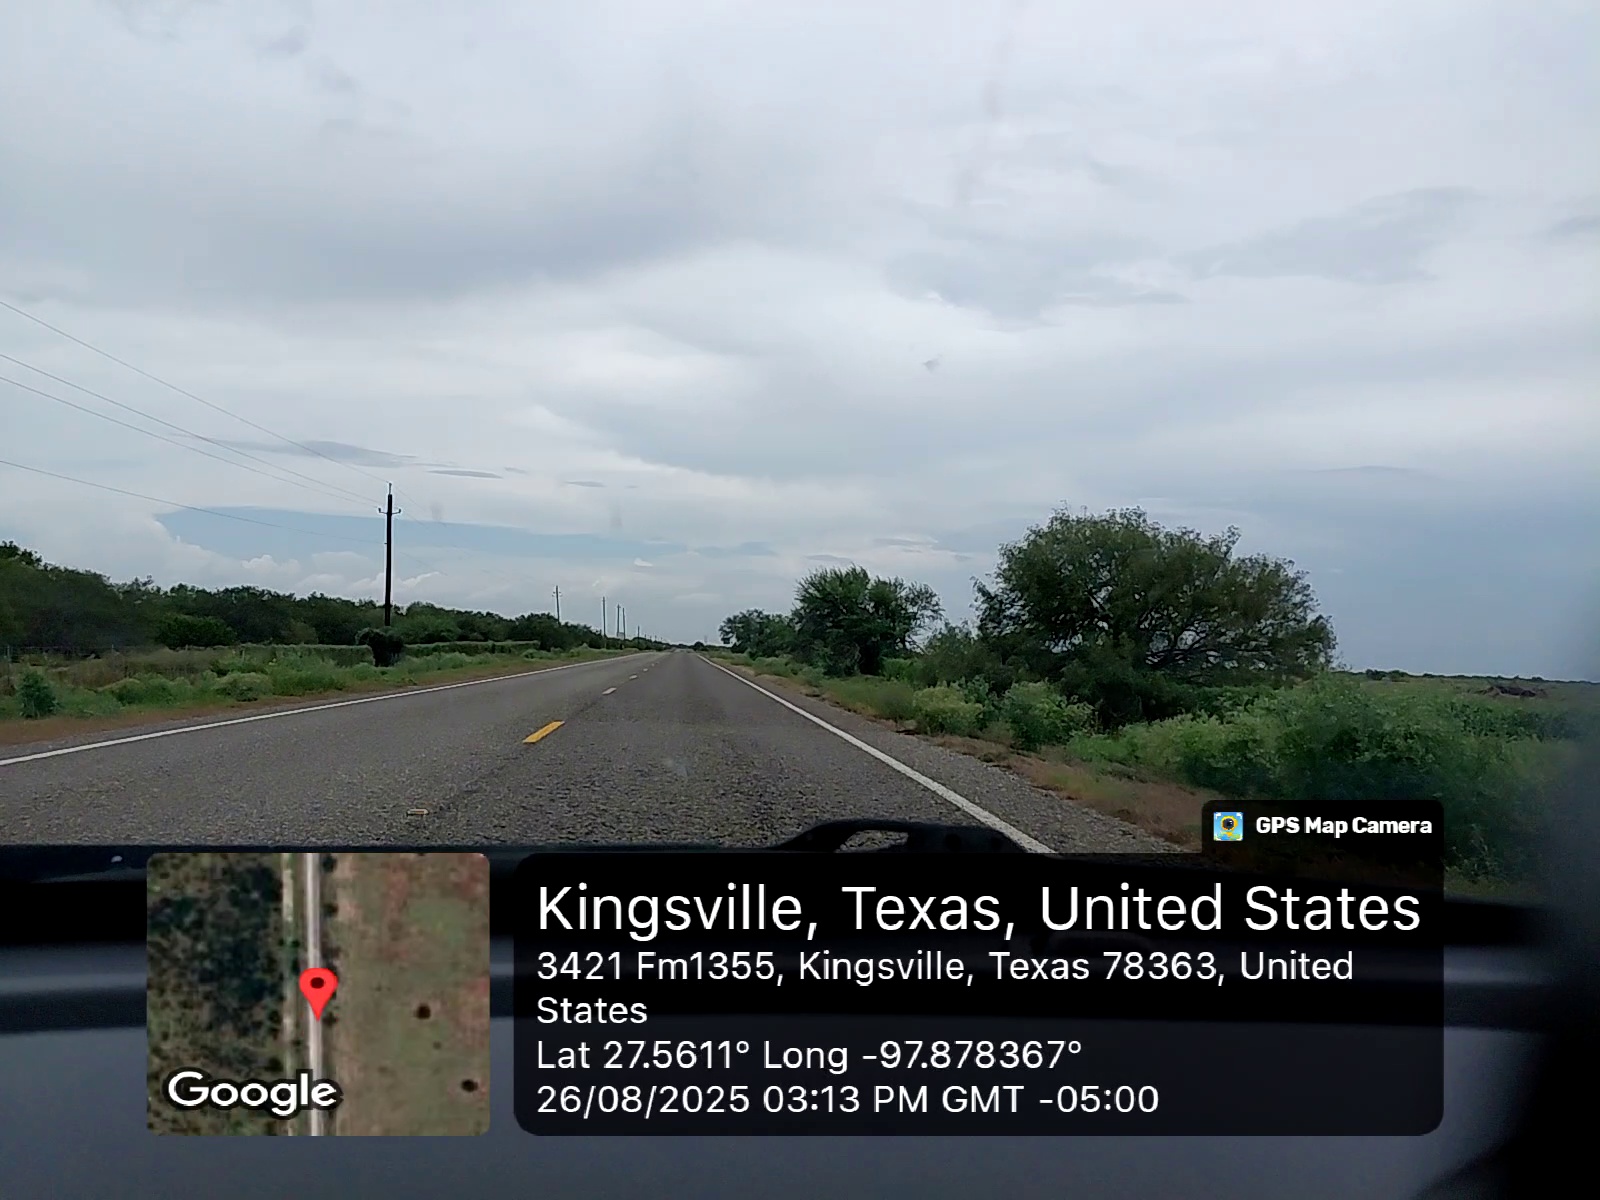 GPS Map Camera
Kingsville, Texas, United States
3421 Fm1355, Kingsville, Texas 78363, United
States
Lat 27.5611° Long -97.878367°
26/08/2025 03:13 PM GMT -05:00
Google